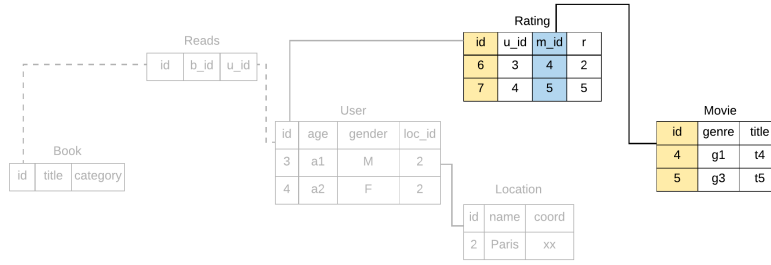 Rating
id u_id m_id r
6 3 4 2
7 4 5 5
Reads
id b_id u_id
User
id age gender loc_id
3 a1 M 2
4 a2 F 2
Movie
id genre title
4 g1 t4
5 g3 t5
Book
id title category
Location
id name coord
2 Paris xx